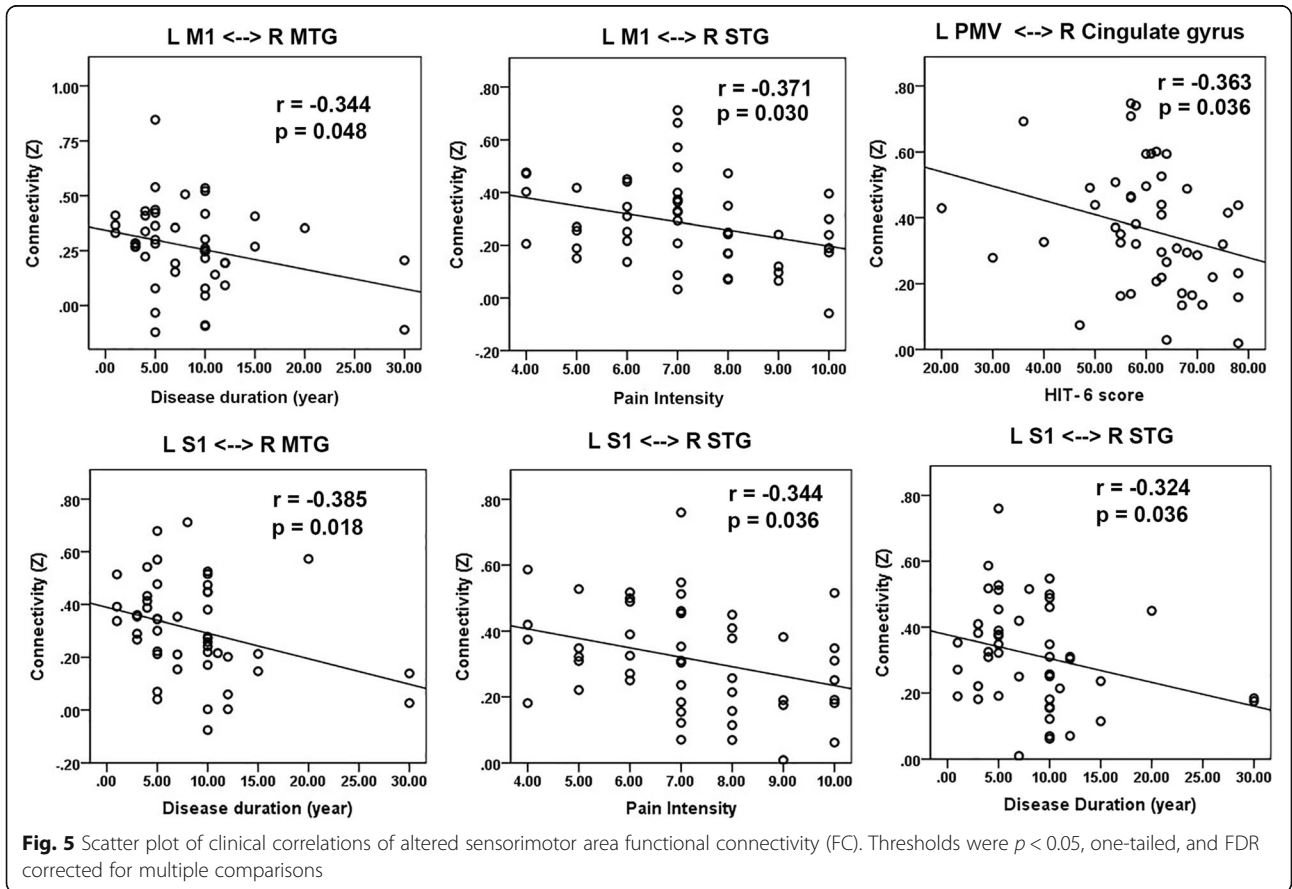 L M1 <--> R MTG
r = -0.344
p = 0.048
Connectivity (Z)
1.00
.75
.50
.25
.00
.00 5.00 10.00 15.00 20.00 25.00 30.00
Disease duration (year)
L M1 <--> R STG
r = -0.371
p = 0.030
Connectivity (Z)
.80
.60
.40
.20
.00
-.20
4.00 5.00 6.00 7.00 8.00 9.00 10.00
Pain Intensity
L PMV <--> R Cingulate gyrus
r = -0.363
p = 0.036
Connectivity (Z)
.80
.60
.40
.20
.00
20.00 30.00 40.00 50.00 60.00 70.00 80.00
HIT-6 score
L S1 <--> R MTG
r = -0.385
p = 0.018
Connectivity (Z)
.80
.60
.40
.20
.00
-.20
.00 5.00 10.00 15.00 20.00 25.00 30.00
Disease duration (year)
L S1 <--> R STG
r = -0.344
p = 0.036
Connectivity (Z)
.80
.60
.40
.20
.00
4.00 5.00 6.00 7.00 8.00 9.00 10.00
Pain Intensity
L S1 <--> R STG
r = -0.324
p = 0.036
Connectivity (Z)
.80
.60
.40
.20
.00
.00 5.00 10.00 15.00 20.00 25.00 30.00
Disease Duration (year)
Fig. 5 Scatter plot of clinical correlations of altered sensorimotor area functional connectivity (FC). Thresholds were p < 0.05, one-tailed, and FDR
corrected for multiple comparisons